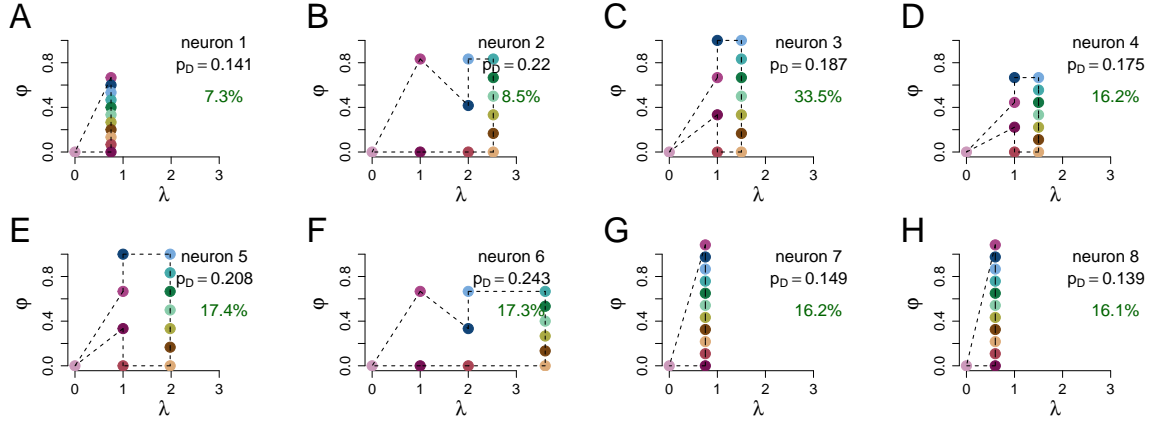 A
neuron 1
p_D = 0.141
7.3%
φ
0.0 0.4 0.8
0 1 2 3
λ
B
neuron 2
p_D = 0.22
8.5%
φ
0.0 0.4 0.8
0 1 2 3
λ
C
neuron 3
p_D = 0.187
33.5%
φ
0.0 0.4 0.8
0 1 2 3
λ
D
neuron 4
p_D = 0.175
16.2%
φ
0.0 0.4 0.8
0 1 2 3
λ
E
neuron 5
p_D = 0.208
17.4%
φ
0.0 0.4 0.8
0 1 2 3
λ
F
neuron 6
p_D = 0.243
17.3%
φ
0.0 0.4 0.8
0 1 2 3
λ
G
neuron 7
p_D = 0.149
16.2%
φ
0.0 0.4 0.8
0 1 2 3
λ
H
neuron 8
p_D = 0.139
16.1%
φ
0.0 0.4 0.8
0 1 2 3
λ